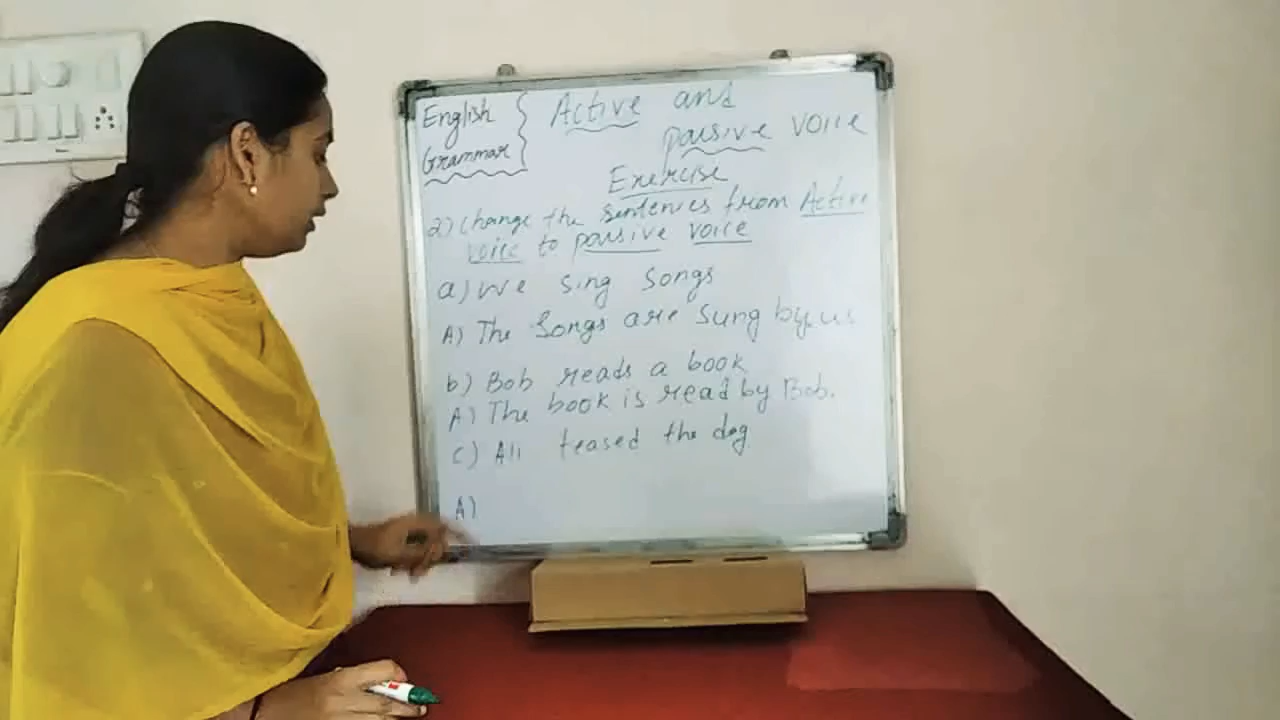 English
Grammar
Active and
passive voice
Exercise
2) Change the sentences from Active
voice to passive voice
a) We sing songs
A) The Songs are sung by us
b) Bob reads a book
A) The book is read by Bob.
c) Ali teased the dog
A)